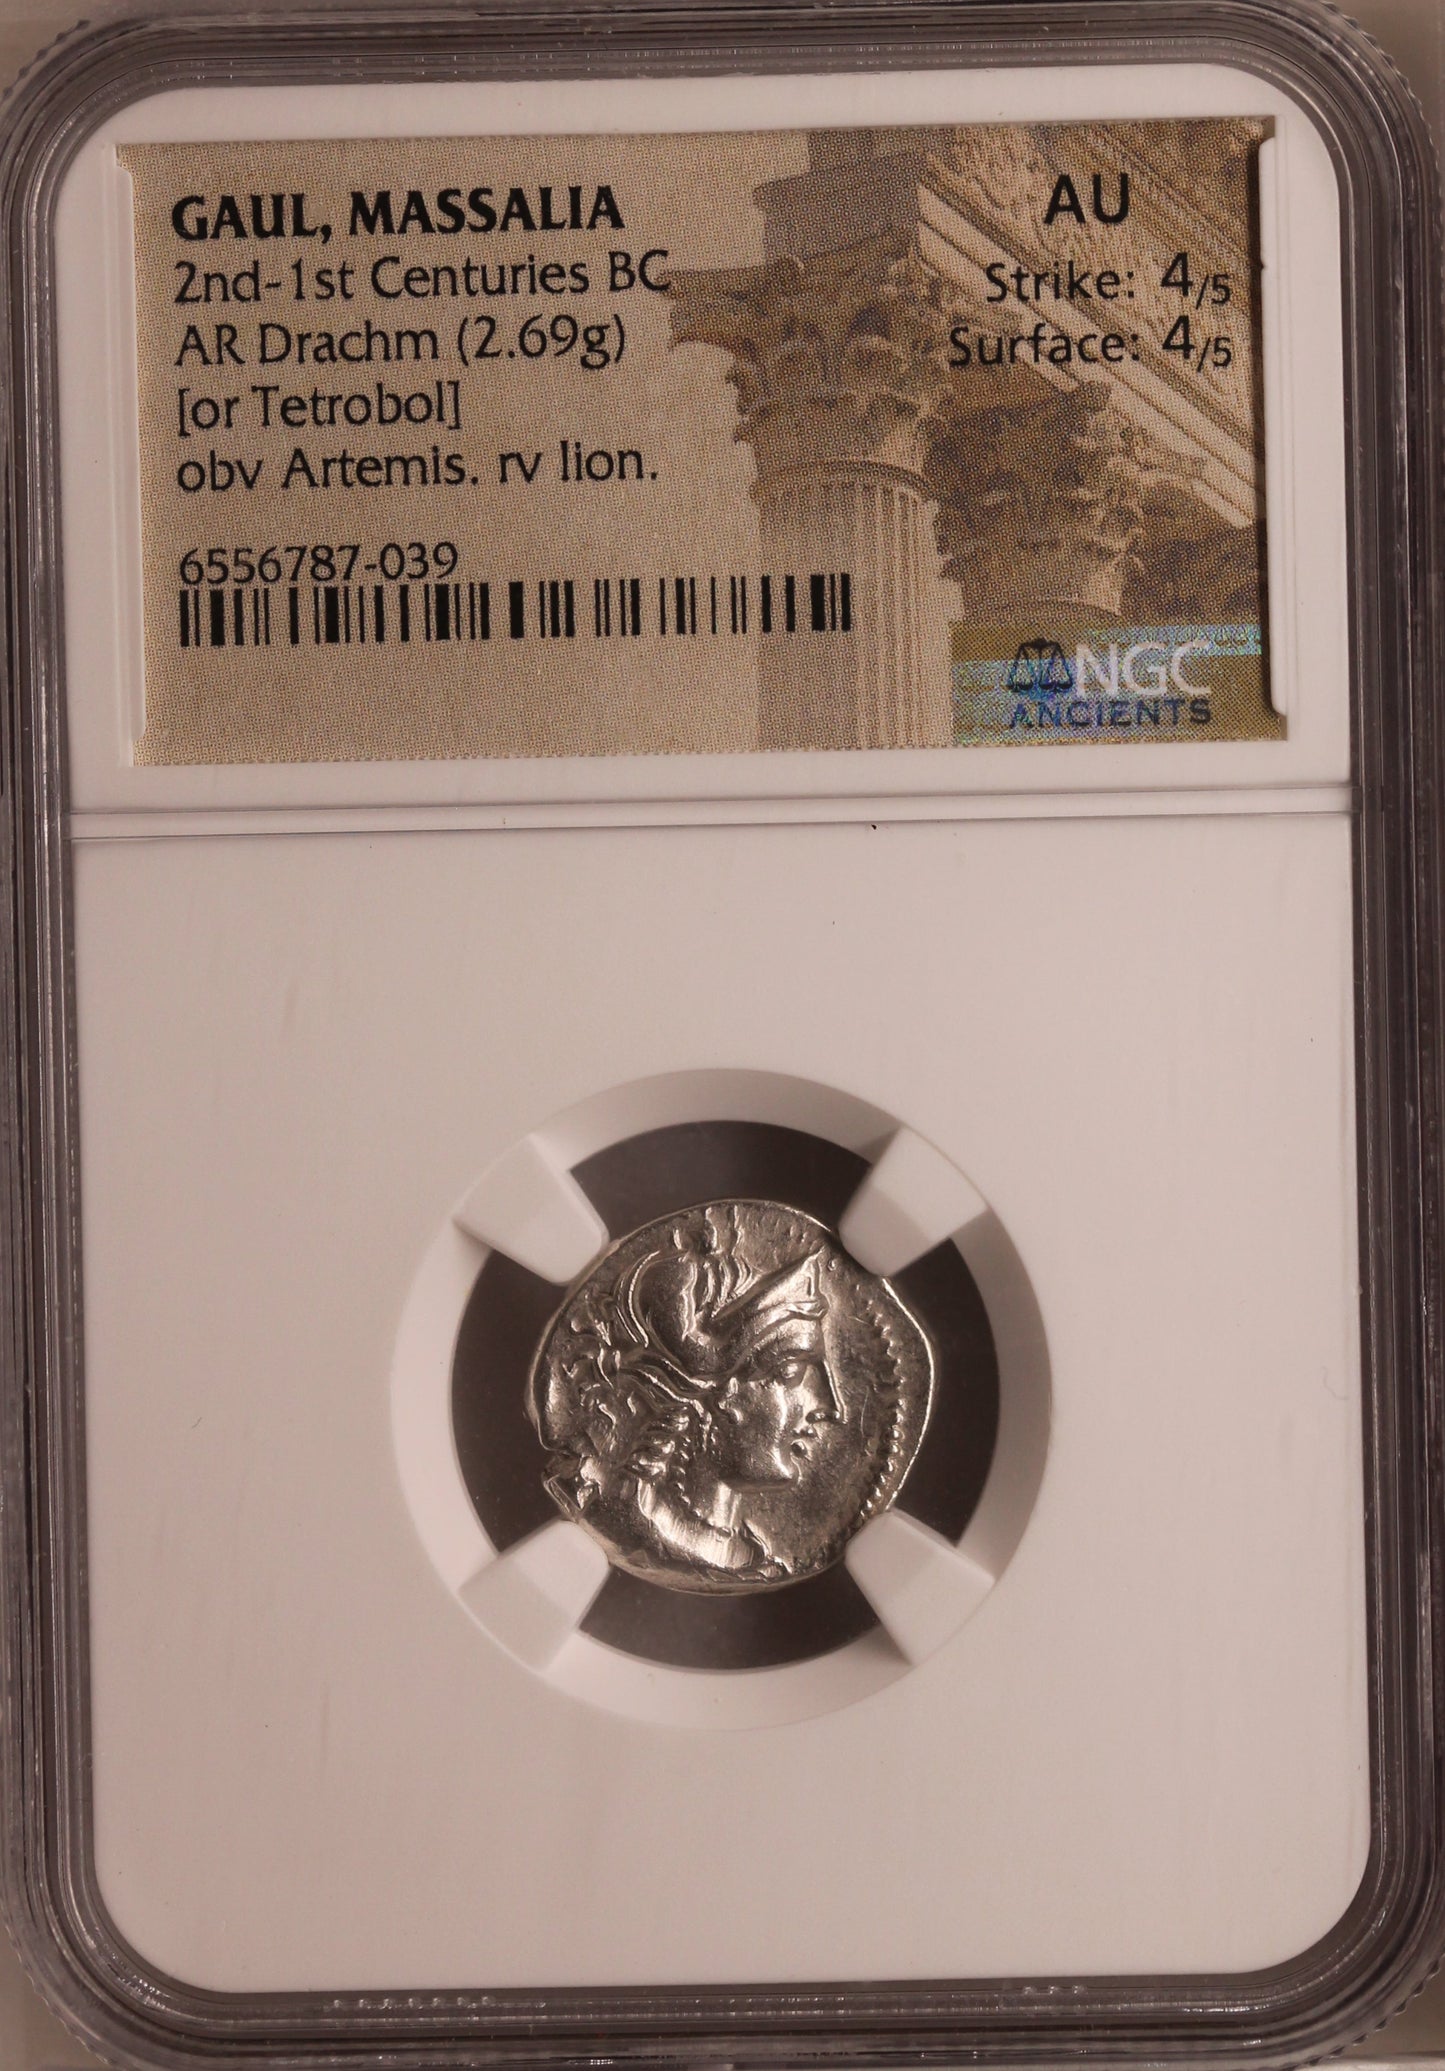 GAUL, MASSALIA
2nd-1st Centuries BC
AR Drachm (2.69g)
[or Tetrobol]
obv Artemis. rv lion.
6556787-039
AU
Strike: 4/5
Surface: 4/5
NGC
ANCIENTS